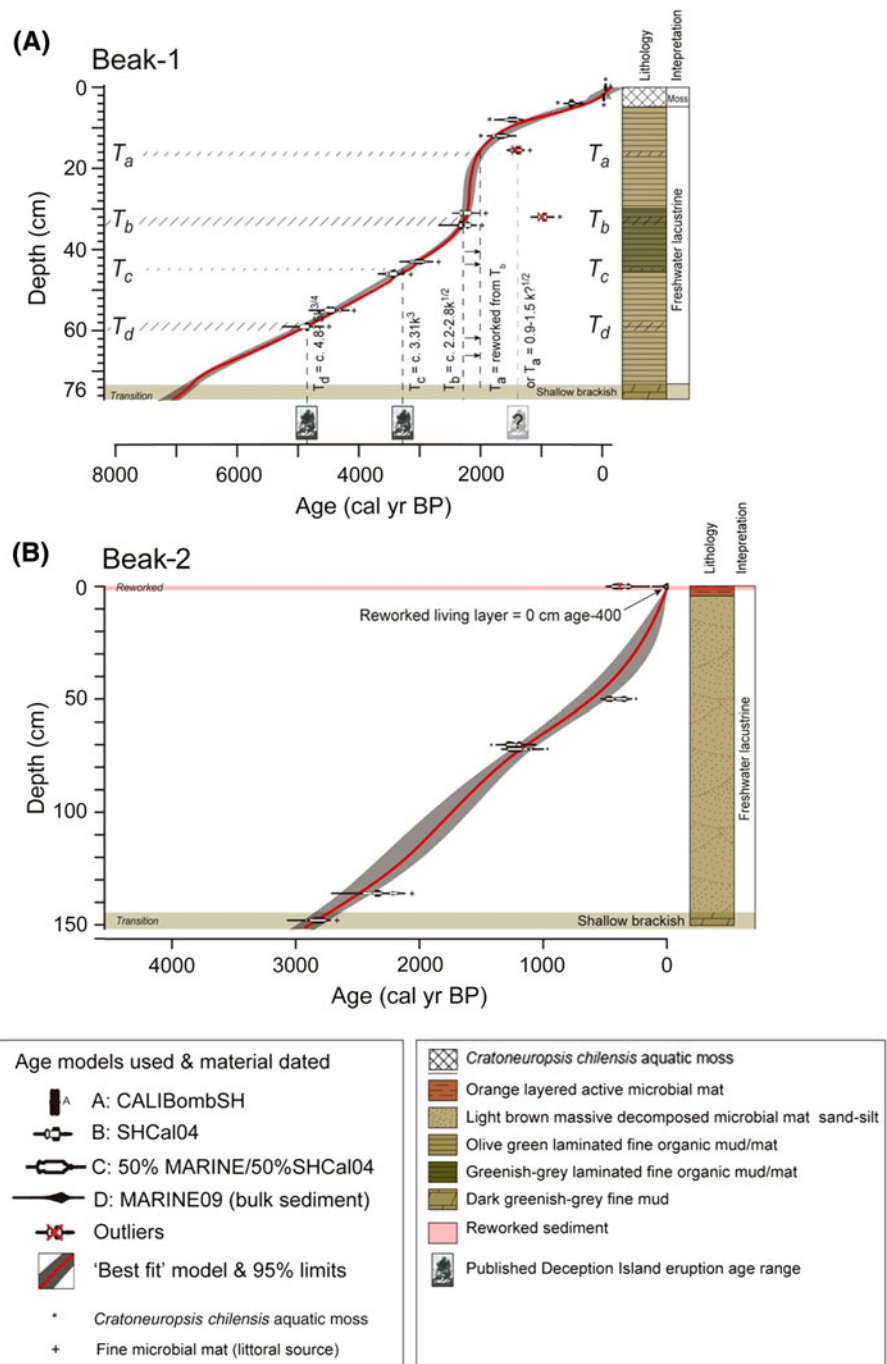 (A)
Beak-1
Lithology
Intepretation
0
20
40
60
76
Depth (cm)
Ta
Tb
Tc
Td
Ta
Tb
Tc
Td
Moss
Freshwater lacustrine
Td = c. 4.8-5k3/4
Tc = c. 3.31k3
Tb = c. 2.2-2.8k1/2
Ta = reworked from Tb
or Ta = 0.9-1.5 k?1/2
Transition
Shallow brackish
?
8000 6000 4000 2000 0
Age (cal yr BP)
(B)
Beak-2
Lithology
Intepretation
0
50
100
150
Depth (cm)
Reworked
Reworked living layer = 0 cm age-400
Freshwater lacustrine
Transition
Shallow brackish
4000 3000 2000 1000 0
Age (cal yr BP)
Age models used & material dated
A
A: CALIBombSH
B: SHCal04
C: 50% MARINE/50%SHCal04
D: MARINE09 (bulk sediment)
Outliers
‘Best fit’ model & 95% limits
* Cratoneuropsis chilensis aquatic moss
+ Fine microbial mat (littoral source)
Cratoneuropsis chilensis aquatic moss
Orange layered active microbial mat
Light brown massive decomposed microbial mat sand-silt
Olive green laminated fine organic mud/mat
Greenish-grey laminated fine organic mud/mat
Dark greenish-grey fine mud
Reworked sediment
Published Deception Island eruption age range